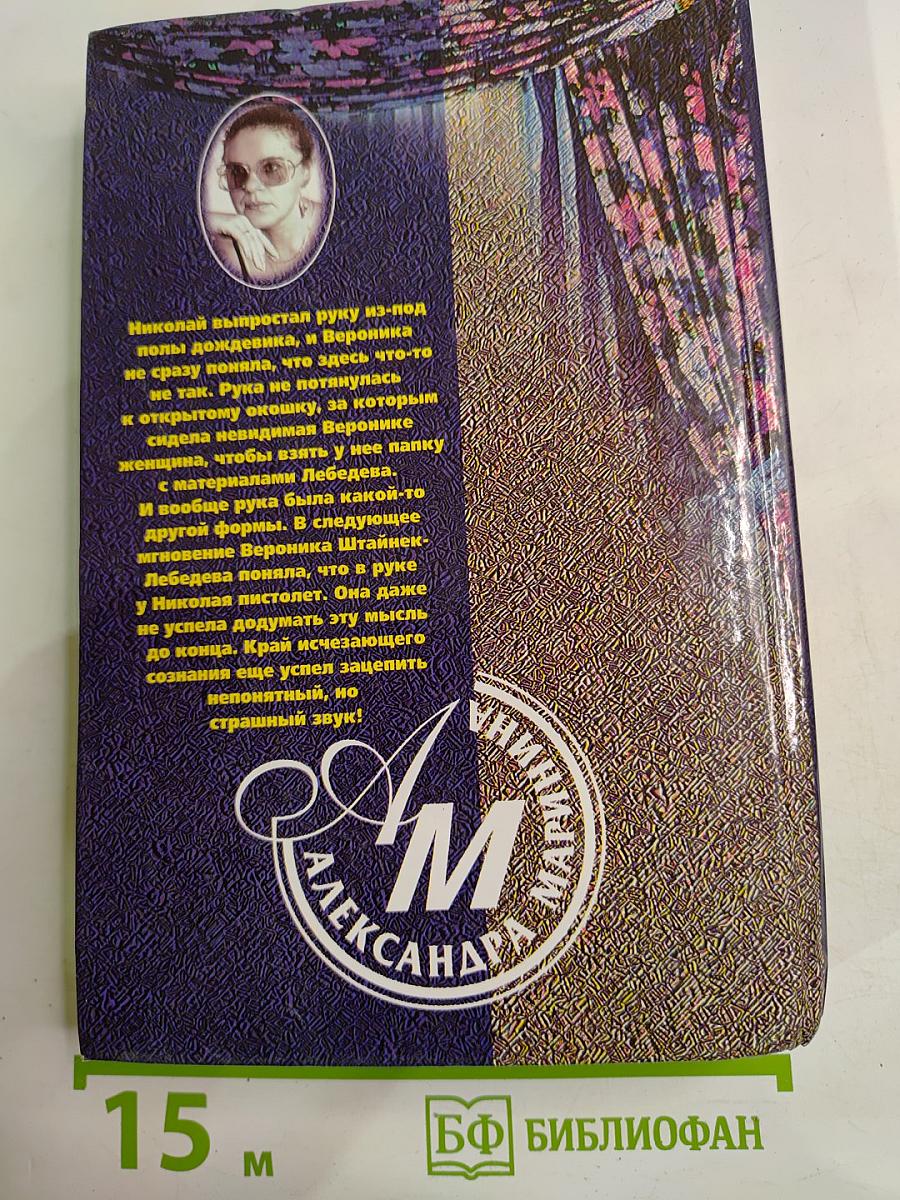 Николай выпростал руку из-под
полы дождевика, и Вероника
не сразу поняла, что здесь что-то
не так. Рука не потянулась
к открытому окошку, за которым
сидела невидимая Веронике
женщина, чтобы взять у нее папку
с материалами Лебедева.
И вообще рука была какой-то
другой формы. В следующее
мгновение Вероника Штайнек-
Лебедева поняла, что в руке
у Николая пистолет. Она даже
не успела додумать эту мысль
до конца. Край исчезающего
сознания еще успел зацепить
непонятный, но
страшный звук!
АМ
АЛЕКСАНДРА МАРИНИНА
15 м
БФ БИБЛИОФАН